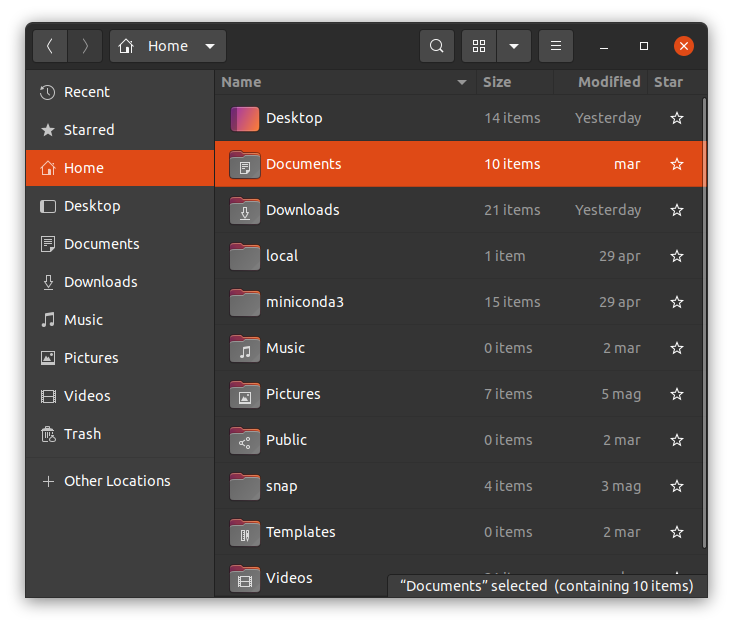 Home
Name Size Modified Star
Recent
Starred
Home
Desktop
Documents
Downloads
Music
Pictures
Videos
Trash
Other Locations
Desktop 14 items Yesterday
Documents 10 items mar
Downloads 21 items Yesterday
local 1 item 29 apr
miniconda3 15 items 29 apr
Music 0 items 2 mar
Pictures 7 items 5 mag
Public 0 items 2 mar
snap 4 items 3 mag
Templates 0 items 2 mar
Videos
“Documents” selected (containing 10 items)